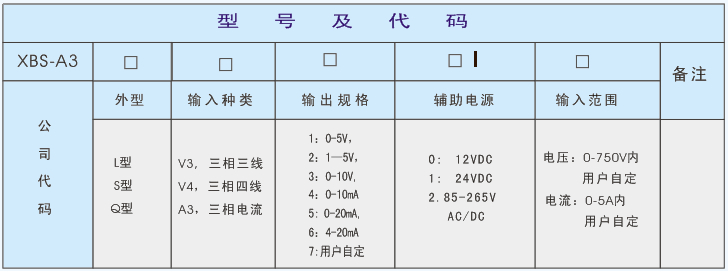 型 号 及 代 码
XBS-A3 □ □ □ □ I □ 备注
公司代码 外型 输入种类 输出规格 辅助电源 输入范围
L型
S型
Q型
V3, 三相三线
V4, 三相四线
A3, 三相电流
1: 0-5V,
2: 1—5V,
3: 0-10V,
4: 0-10mA
5: 0-20mA,
6: 4-20mA
7:用户自定
0: 12VDC
1: 24VDC
2.85-265V
AC/DC
电压: 0-750V内
用户自定
电流: 0-5A内
用户自定